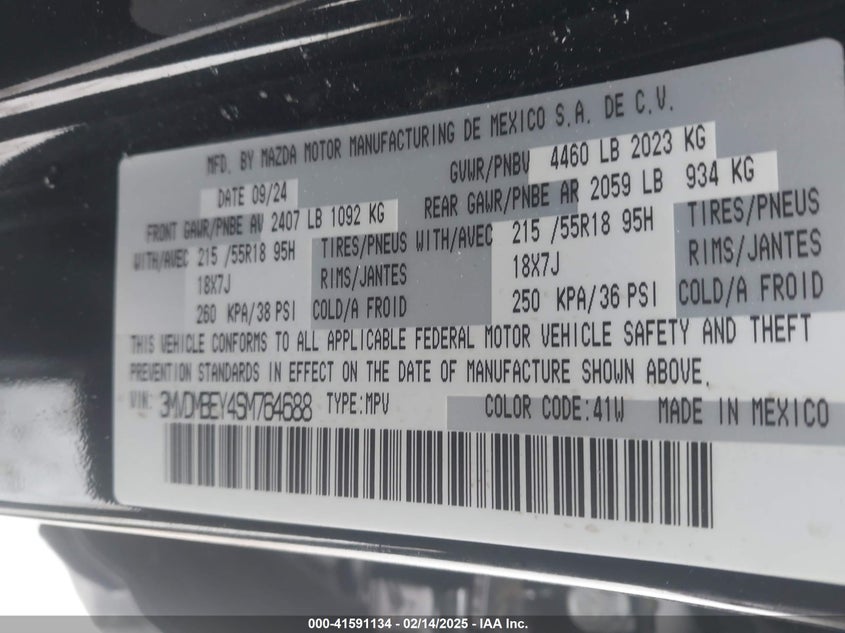 MFD. BY MAZDA MOTOR MANUFACTURING DE MEXICO S.A. DE C.V.
DATE 09/24 GVWR/PNBV 4460 LB 2023 KG
FRONT GAWR/PNBE AV 2407 LB 1092 KG REAR GAWR/PNBE AR 2059 LB 934 KG
WITH/AVEC 215 /55R18 95H TIRES/PNEUS WITH/AVEC 215 /55R18 95H TIRES/PNEUS
18X7J RIMS/JANTES 18X7J RIMS/JANTES
260 KPA/38 PSI COLD/A FROID 250 KPA/36 PSI COLD/A FROID
THIS VEHICLE CONFORMS TO ALL APPLICABLE FEDERAL MOTOR VEHICLE SAFETY AND THEFT
PREVENTION STANDARDS IN EFFECT ON THE DATE OF MANUFACTURE SHOWN ABOVE.
VIN: 3MVDMBEY4SM764688 TYPE:MPV COLOR CODE:41W MADE IN MEXICO
000-41591134 - 02/14/2025 - IAA Inc.